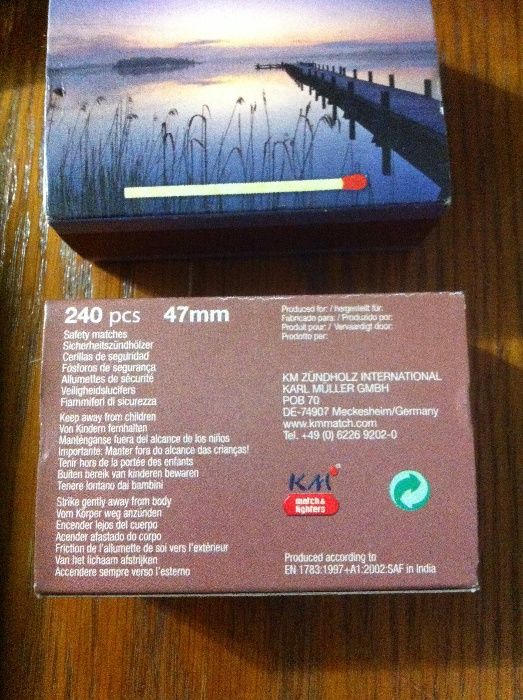 240 pcs 47mm
Safety matches
Sicherheitszündhölzer
Cerillas de seguridad
Fósforos de segurança
Allumettes de sécurité
Veiligheidslucifers
Fiammiferi di sicurezza
Keep away from children
Von Kindern fernhalten
Manténganse fuera del alcance de los niños
Importante: Manter fora do alcance das crianças!
Tenir hors de la portée des enfants
Buiten bereik van kinderen bewaren
Tenere lontano dai bambini
Strike gently away from body
Vom Körper weg anzünden
Encender lejos del cuerpo
Acender afastado do corpo
Friction de l'allumette de soi vers l'extérieur
Van het lichaam afstrijken
Accendere sempre verso l'esterno
Produced for: / hergestellt für:
Fabricado para: / Produzido por:
Produit pour: / Vervaardigt door:
Prodotto per:
KM ZÜNDHOLZ INTERNATIONAL
KARL MÜLLER GMBH
POB 70
DE-74907 Meckesheim/Germany
www.kmmatch.com
Tel. +49 (0) 6226 9202-0
KM
match &
lighters
Produced according to
EN 1783:1997+A1:2002:SAF in India